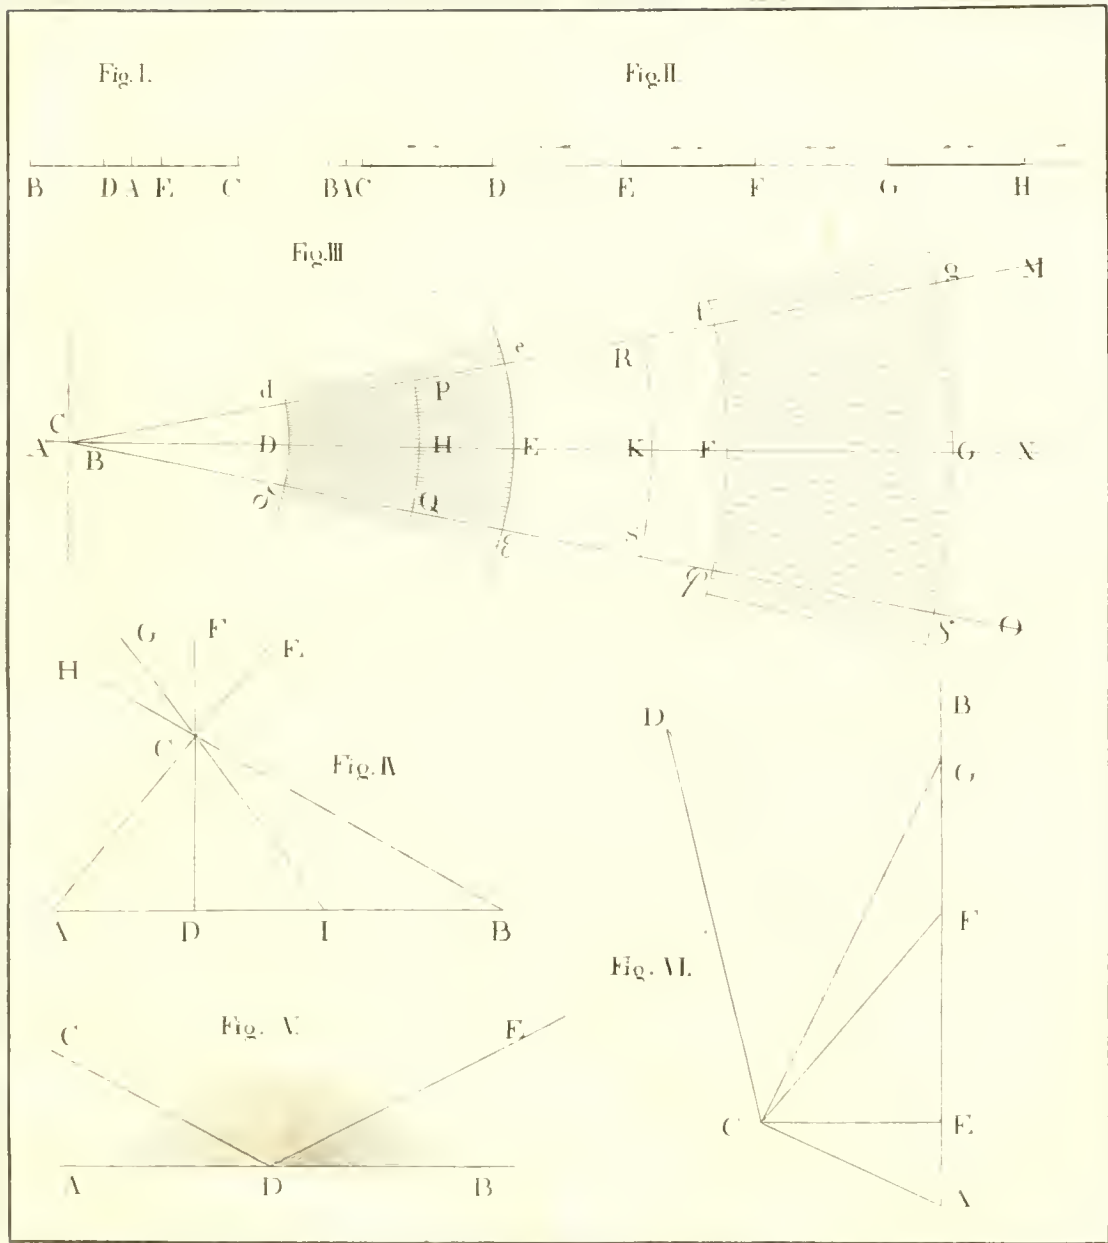 Fig. I.
Fig. II.
B D A E C B A C D E F G H
Fig. III
g M
f
R
e
d P
C
A B D H E K F G X
Q
δ
ε S
φ
Θ
G F E
H
D B
C G
Fig. IV
A D I B
F
Fig. VI.
C Fig. V. E
C E
A D B A